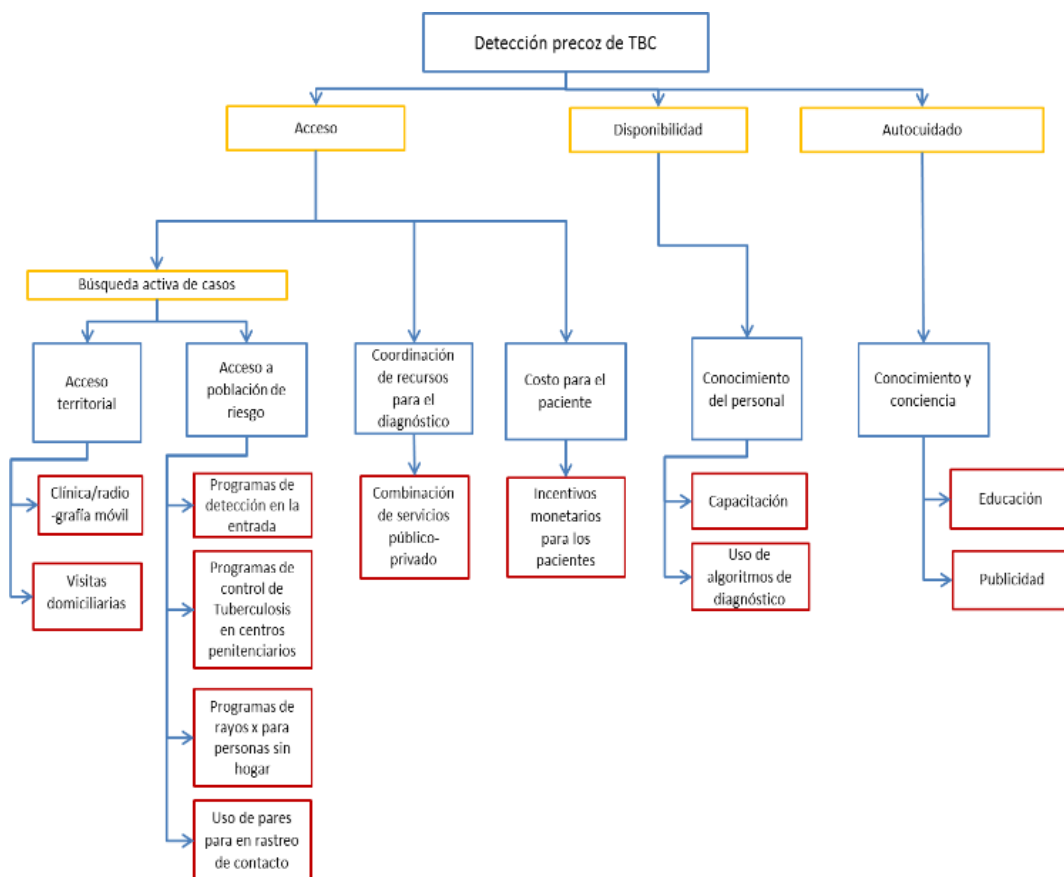 Detección precoz de TBC
Acceso
Disponibilidad
Autocuidado
Búsqueda activa de casos
Acceso
territorial
Acceso a
población de
riesgo
Coordinación
de recursos
para el
diagnóstico
Costo para el
paciente
Conocimiento
del personal
Conocimiento y
conciencia
Clínica/radio
-grafía móvil
Visitas
domiciliarias
Programas de
detección en la
entrada
Programas de
control de
Tuberculosis
en centros
penitenciarios
Programas de
rayos x para
personas sin
hogar
Uso de pares
para en rastreo
de contacto
Combinación
de servicios
público-
privado
Incentivos
monetarios
para los
pacientes
Capacitación
Uso de
algoritmos de
diagnóstico
Educación
Publicidad